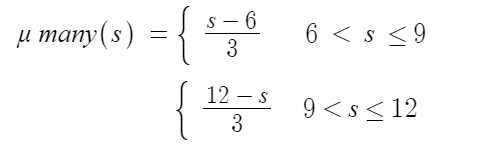 μ many(s) = { (s − 6)/3    6 < s ≤ 9
{ (12 − s)/3    9 < s ≤ 12